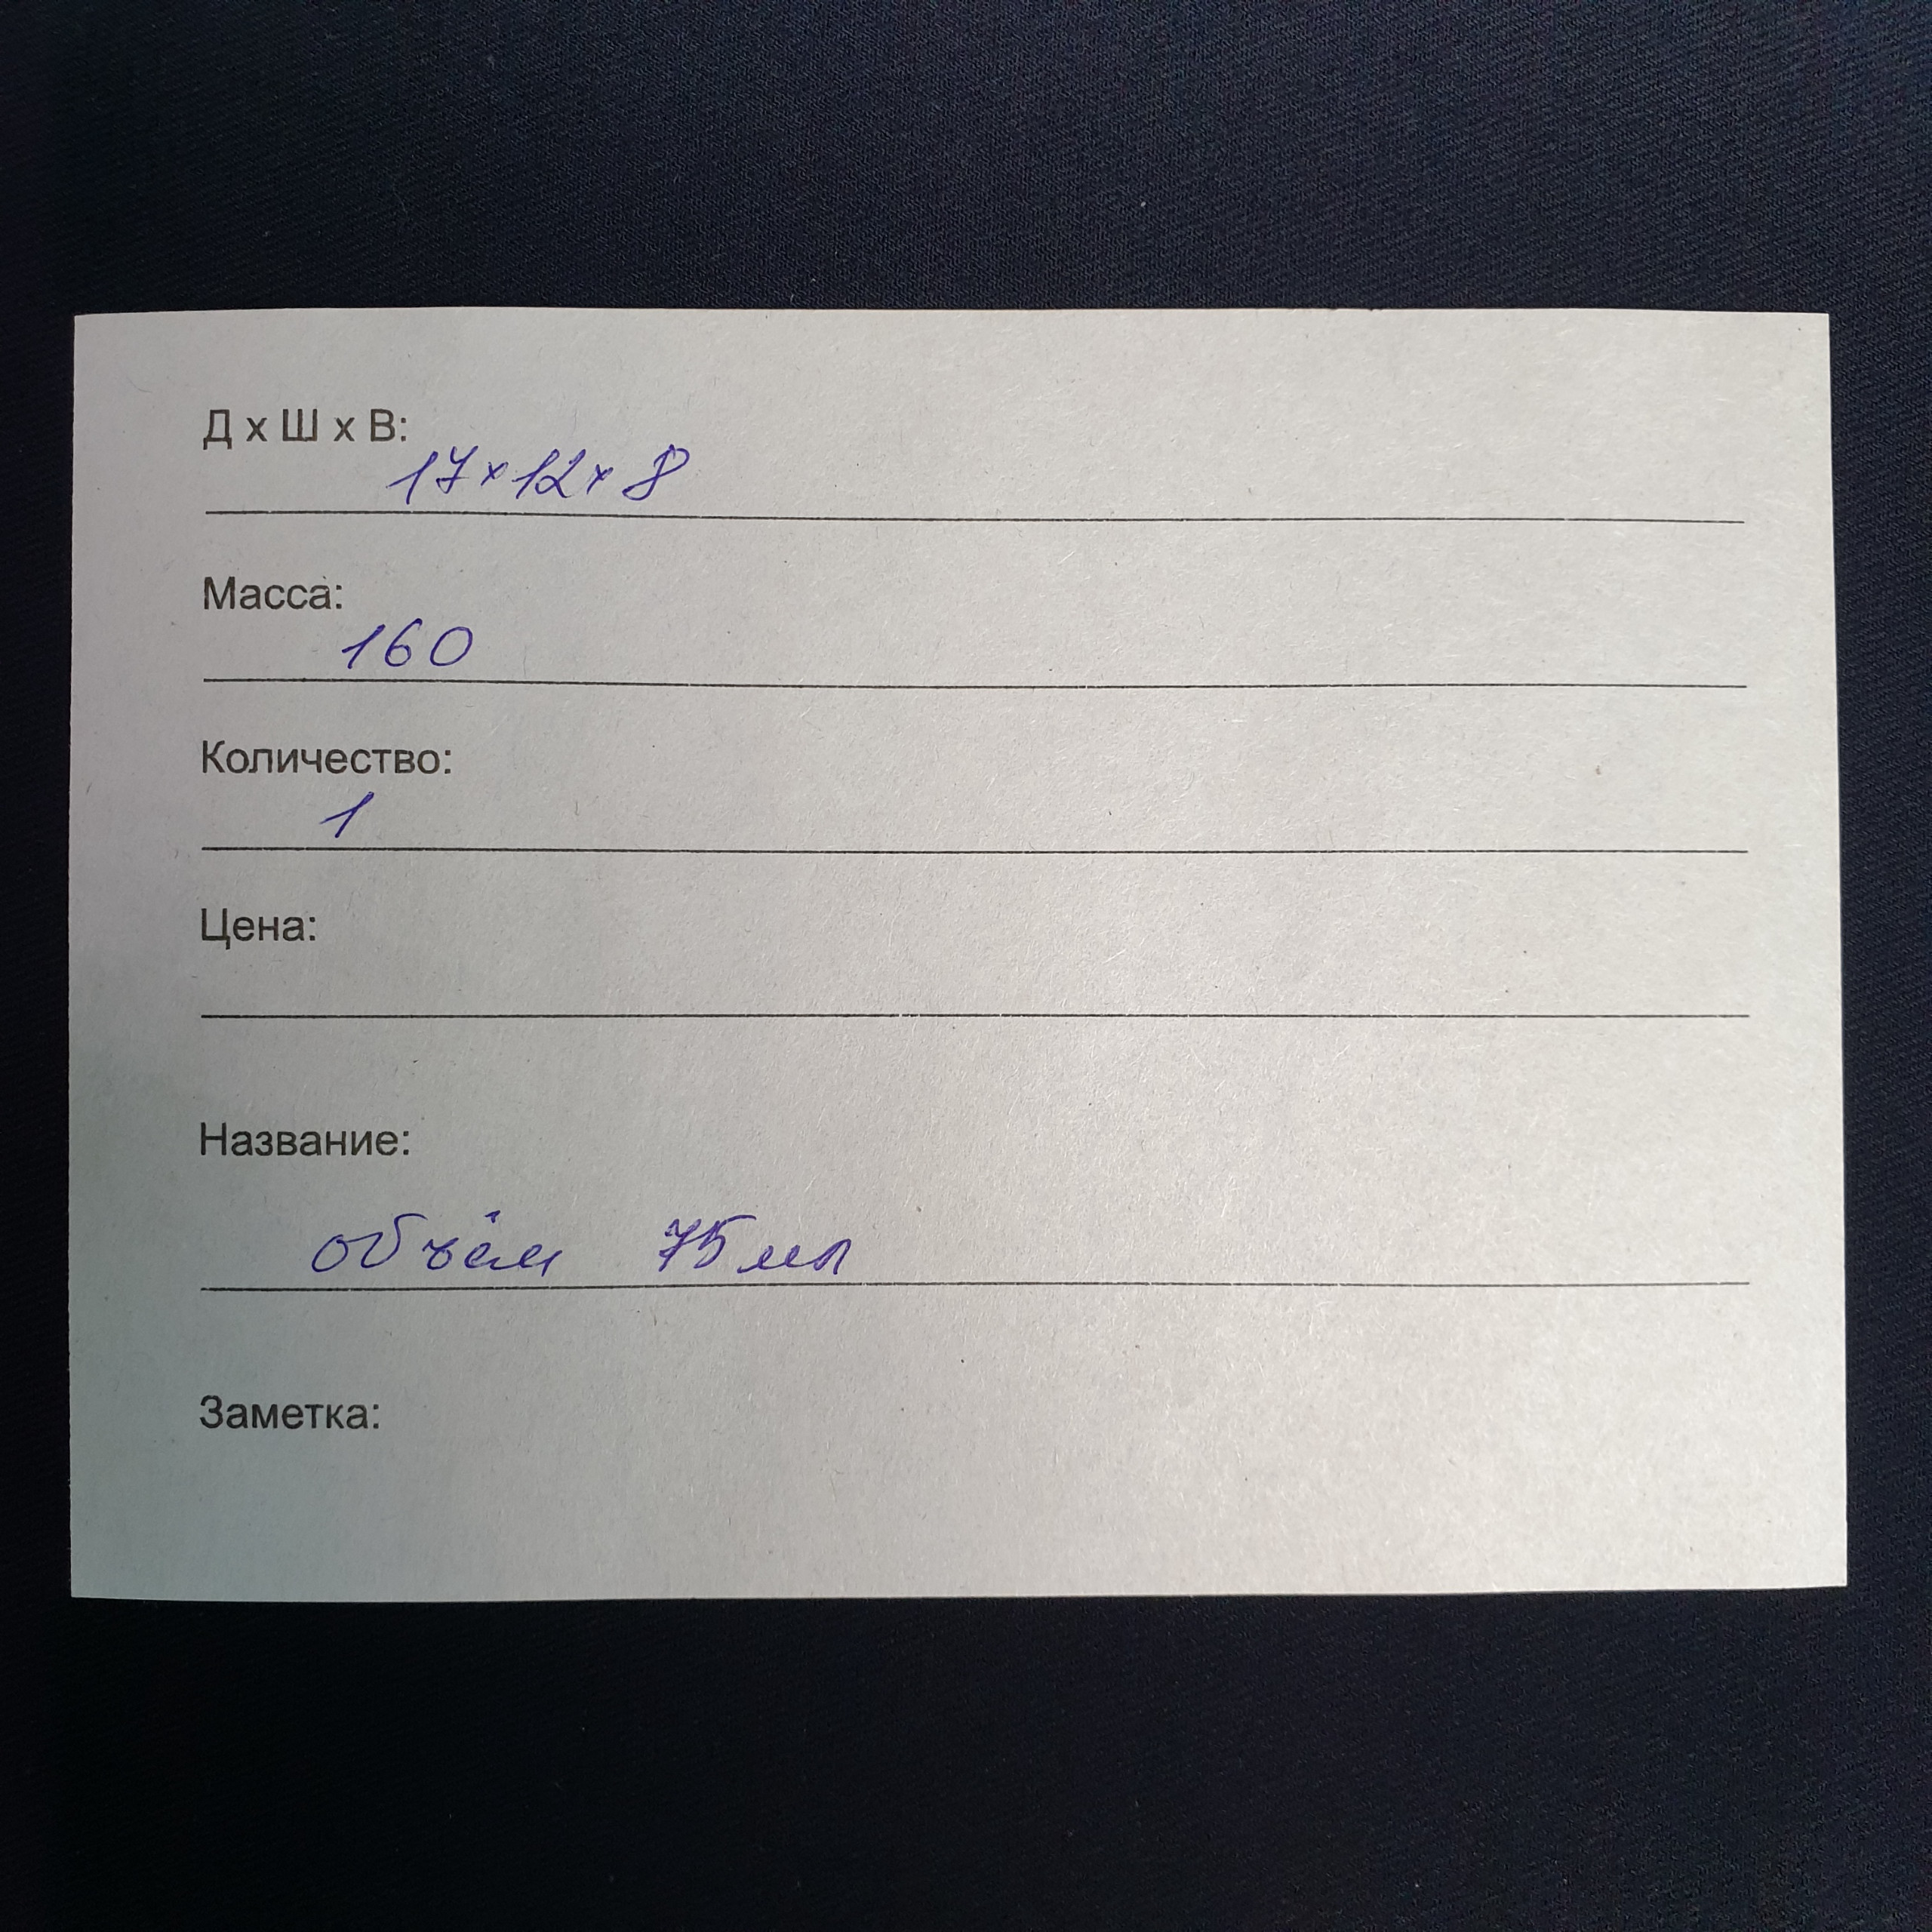 Д х Ш х В:
17×12×8
Масса:
160
Количество:
1
Цена:
Название:
объём 75мл
Заметка: